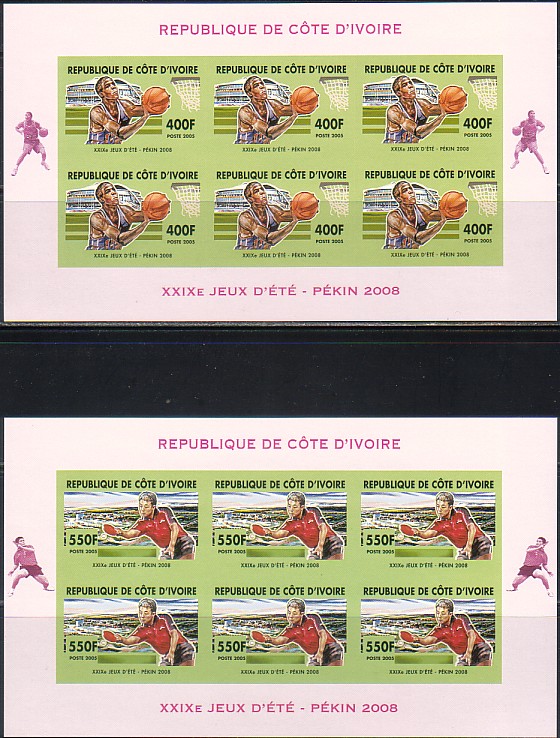 REPUBLIQUE DE CÔTE D'IVOIRE
REPUBLIQUE DE CÔTE D'IVOIRE REPUBLIQUE DE CÔTE D'IVOIRE REPUBLIQUE DE CÔTE D'IVOIRE
400F 400F 400F
POSTE 2005 POSTE 2005 POSTE 2005
XXIXe JEUX D'ÉTÉ - PÉKIN 2008 XXIXe JEUX D'ÉTÉ - PÉKIN 2008 XXIXe JEUX D'ÉTÉ - PÉKIN 2008
REPUBLIQUE DE CÔTE D'IVOIRE REPUBLIQUE DE CÔTE D'IVOIRE REPUBLIQUE DE CÔTE D'IVOIRE
400F 400F 400F
POSTE 2005 POSTE 2005 POSTE 2005
XXIXe JEUX D'ÉTÉ - PÉKIN 2008 XXIXe JEUX D'ÉTÉ - PÉKIN 2008 XXIXe JEUX D'ÉTÉ - PÉKIN 2008
XXIXE JEUX D'ÉTÉ - PÉKIN 2008
REPUBLIQUE DE CÔTE D'IVOIRE
REPUBLIQUE DE CÔTE D'IVOIRE REPUBLIQUE DE CÔTE D'IVOIRE REPUBLIQUE DE CÔTE D'IVOIRE
550F 550F 550F
POSTE 2005 POSTE 2005 POSTE 2005
XXIXe JEUX D'ÉTÉ - PÉKIN 2008 XXIXe JEUX D'ÉTÉ - PÉKIN 2008 XXIXe JEUX D'ÉTÉ - PÉKIN 2008
REPUBLIQUE DE CÔTE D'IVOIRE REPUBLIQUE DE CÔTE D'IVOIRE REPUBLIQUE DE CÔTE D'IVOIRE
550F 550F 550F
POSTE 2005 POSTE 2005 POSTE 2005
XXIXe JEUX D'ÉTÉ - PÉKIN 2008 XXIXe JEUX D'ÉTÉ - PÉKIN 2008 XXIXe JEUX D'ÉTÉ - PÉKIN 2008
XXIXE JEUX D'ÉTÉ - PÉKIN 2008